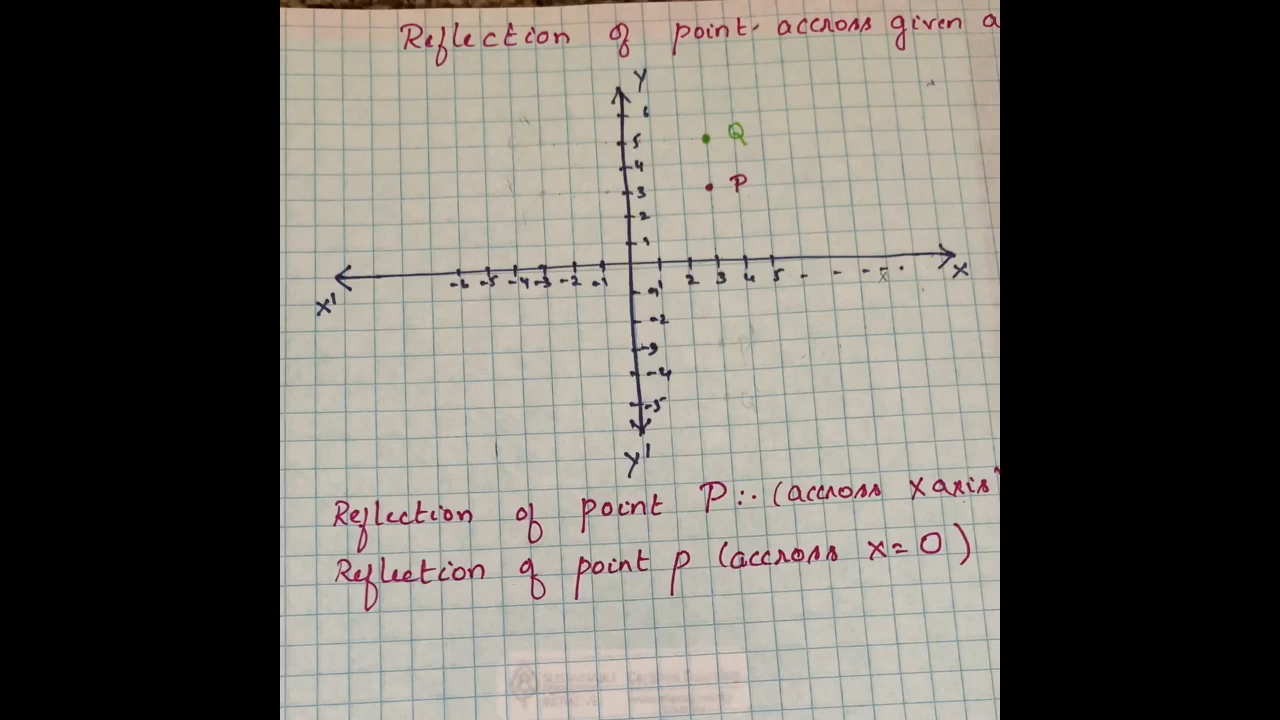 Reflection of point. accross given a
Y
6
5 Q
4
3 P
2
1
X' -6 -5 -4 -3 -2 -1 1 2 3 4 5 - - - - X
-2
-3
-4
-5
Y'
Reflection of point P:. (accross x axis
Reflection of point p (accross x=0)